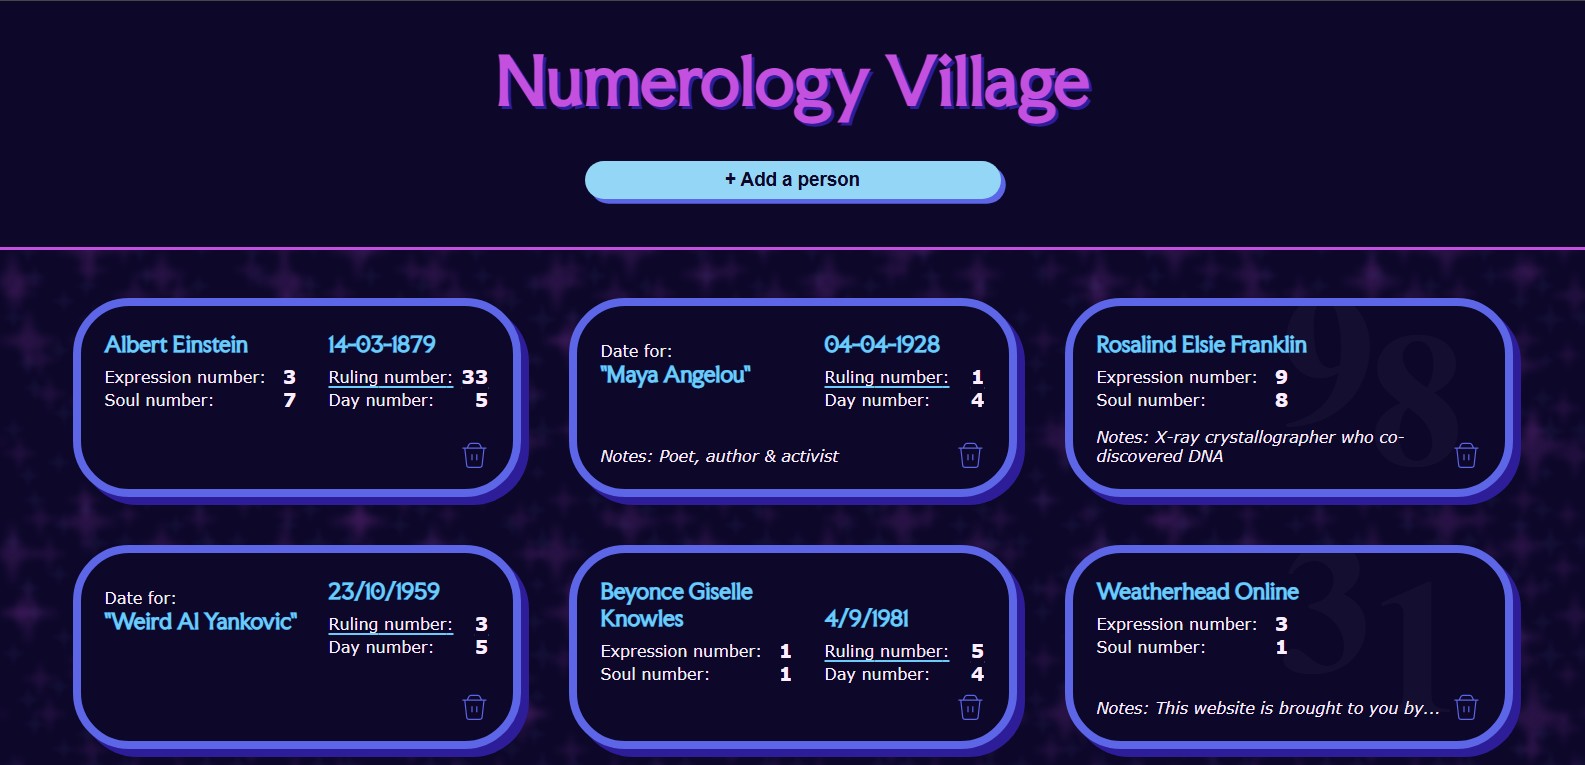 Numerology Village
+ Add a person
Albert Einstein
Expression number: 3
Soul number: 7
14-03-1879
Ruling number: 33
Day number: 5
Date for:
"Maya Angelou"
04-04-1928
Ruling number: 1
Day number: 4
Notes: Poet, author & activist
98
Rosalind Elsie Franklin
Expression number: 9
Soul number: 8
Notes: X-ray crystallographer who co-
discovered DNA
Date for:
"Weird Al Yankovic"
23/10/1959
Ruling number: 3
Day number: 5
Beyonce Giselle
Knowles
Expression number: 1
Soul number: 1
4/9/1981
Ruling number: 5
Day number: 4
31
Weatherhead Online
Expression number: 3
Soul number: 1
Notes: This website is brought to you by...